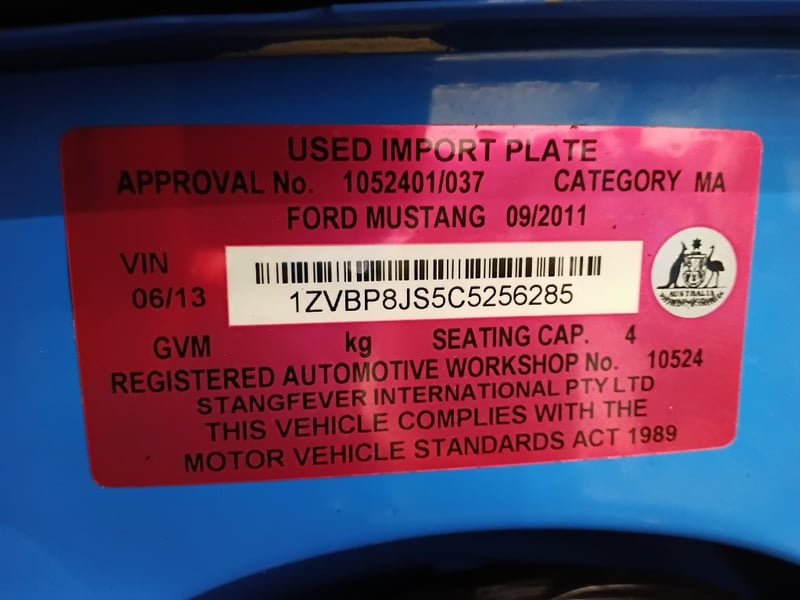 USED IMPORT PLATE
APPROVAL No. 1052401/037 CATEGORY MA
FORD MUSTANG 09/2011
VIN
06/13
1ZVBP8JS5C5256285
AUSTRALIA
GVM kg SEATING CAP. 4
REGISTERED AUTOMOTIVE WORKSHOP No. 10524
STANGFEVER INTERNATIONAL PTY LTD
THIS VEHICLE COMPLIES WITH THE
MOTOR VEHICLE STANDARDS ACT 1989